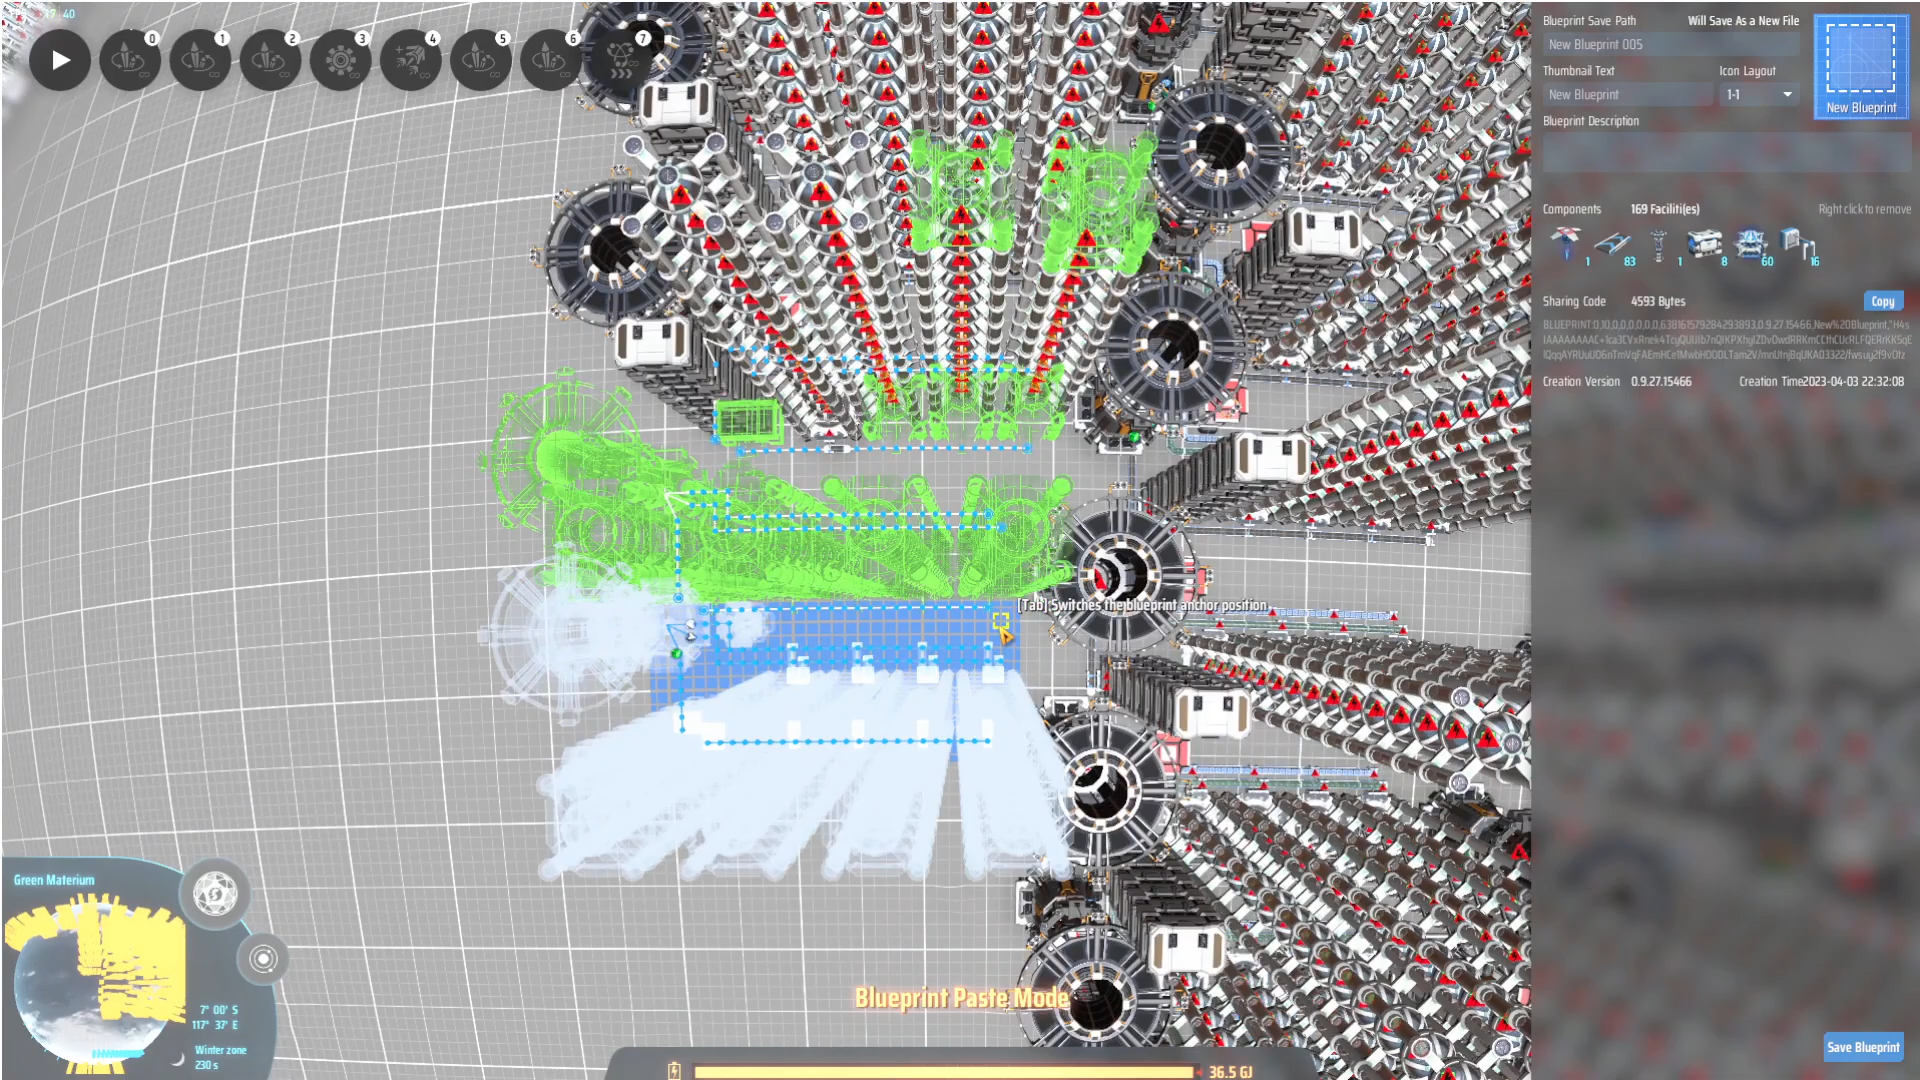 40
0
1
2
3
4
5
6
7
Blueprint Save Path
Will Save As a New File
New Blueprint 005
Thumbnail Text
Icon Layout
New Blueprint
1-1
New Blueprint
Blueprint Description
Components
169 Faciliti(es)
Right click to remove
1
83
1
8
60
16
Sharing Code
4593 Bytes
Copy
Creation Version
0.9.27.15466
Creation Time2023-04-03 22:32:08
[Tab] Switches the blueprint anchor position
Green Materium
7° 00' S
117° 37' E
Winter zone
230 s
Blueprint Paste Mode
36.5 GJ
Save Blueprint